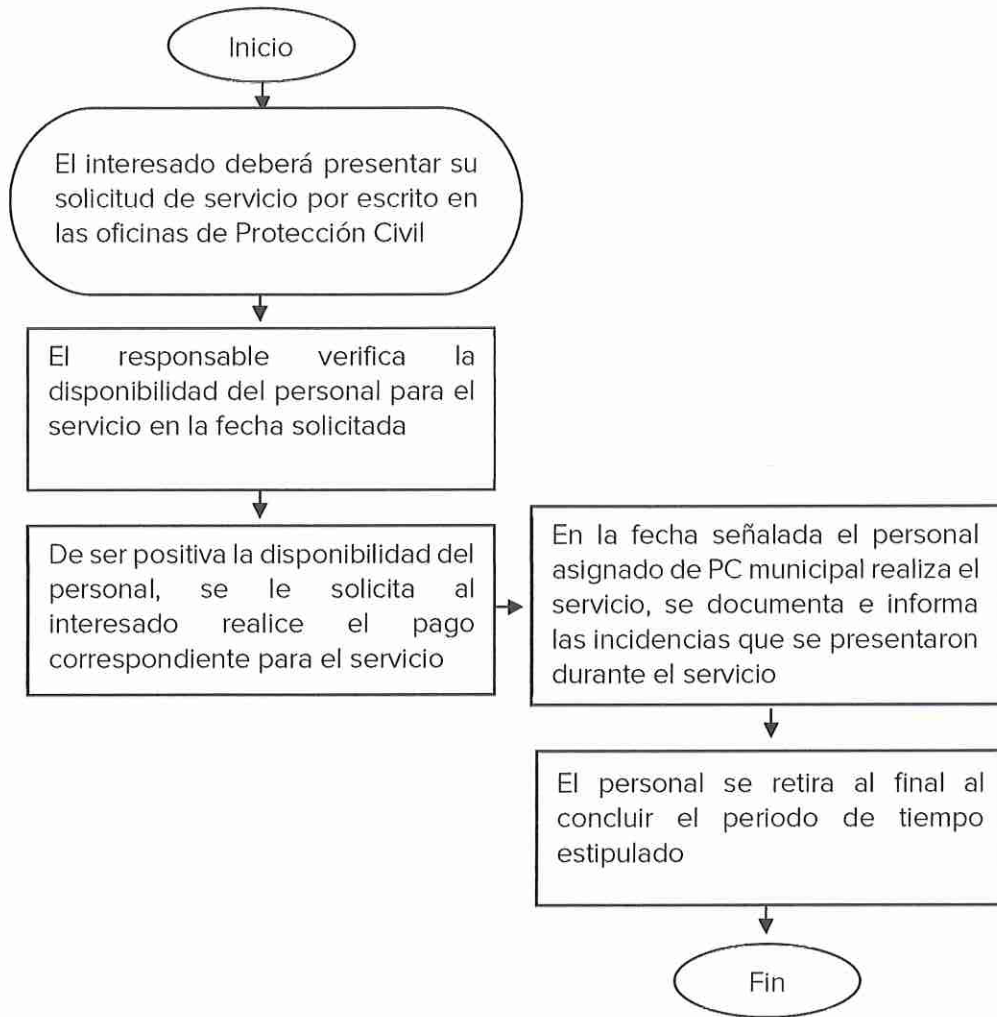 Inicio
El interesado deberá presentar su
solicitud de servicio por escrito en
las oficinas de Protección Civil
El responsable verifica la
disponibilidad del personal para el
servicio en la fecha solicitada
De ser positiva la disponibilidad del
personal, se le solicita al
interesado realice el pago
correspondiente para el servicio
En la fecha señalada el personal
asignado de PC municipal realiza el
servicio, se documenta e informa
las incidencias que se presentaron
durante el servicio
El personal se retira al final al
concluir el periodo de tiempo
estipulado
Fin